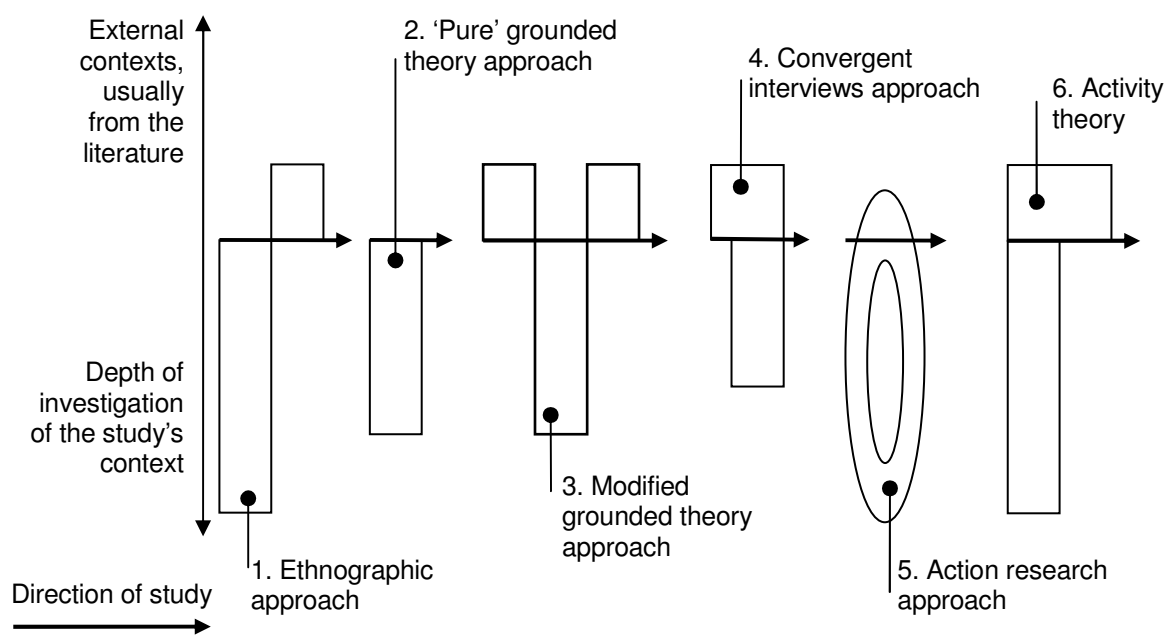 External
contexts,
usually
from the
literature
2. ‘Pure’ grounded
theory approach
4. Convergent
interviews approach
6. Activity
theory
Depth of
investigation
of the study’s
context
3. Modified
grounded theory
approach
1. Ethnographic
approach
5. Action research
approach
Direction of study